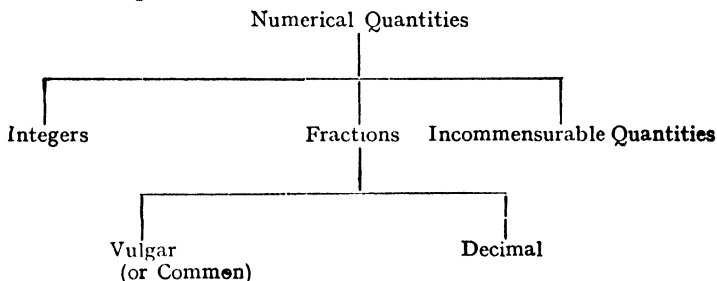 Numerical Quantities
Integers Fractions Incommensurable Quantities
Vulgar Decimal
(or Common)